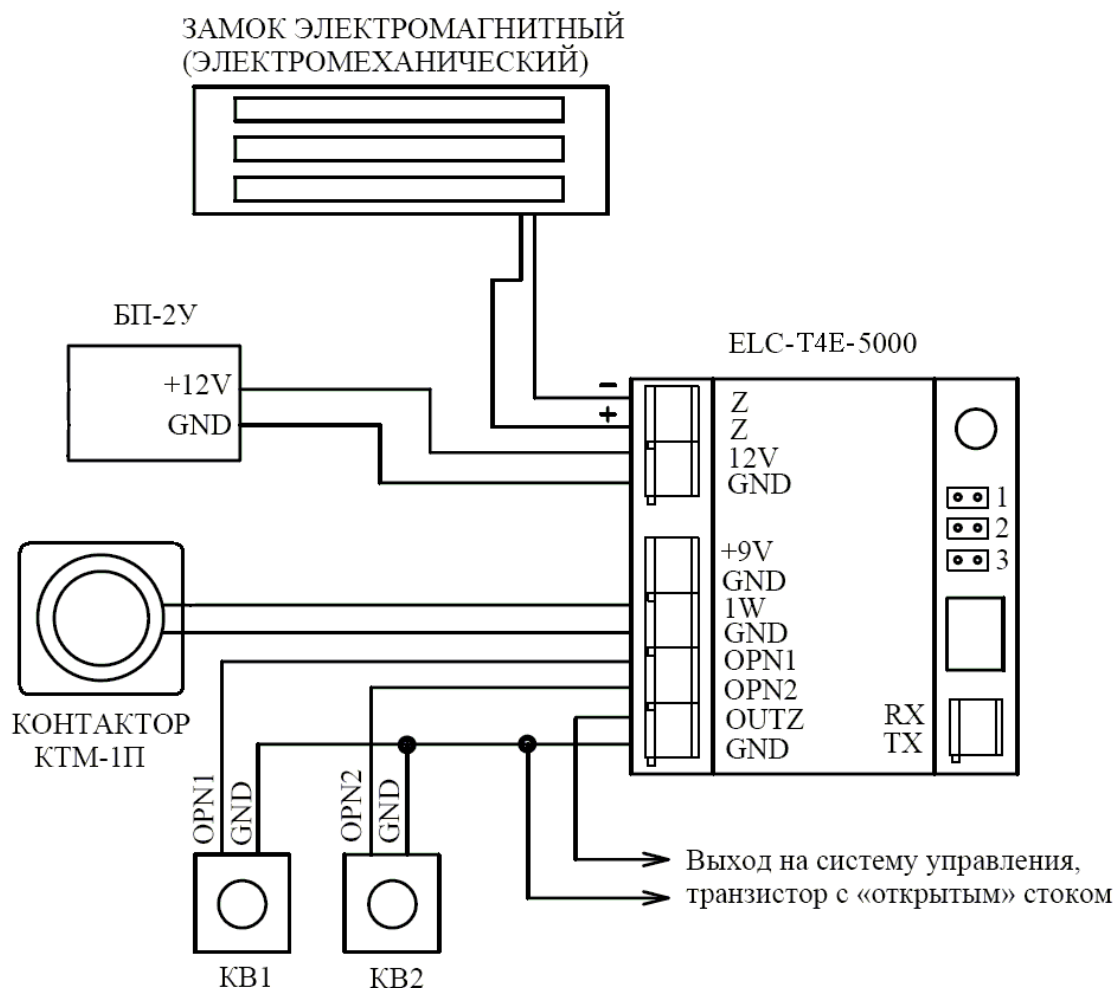 ЗАМОК ЭЛЕКТРОМАГНИТНЫЙ
(ЭЛЕКТРОМЕХАНИЧЕСКИЙ)
БП-2У
+12V
GND
ELC-T4E-5000
-
+
Z
Z
12V
GND
+9V
GND
1W
GND
OPN1
OPN2
OUTZ
GND
1
2
3
RX
TX
КОНТАКТОР
КТМ-1П
OPN1
GND
OPN2
GND
КВ1
КВ2
Выход на систему управления,
транзистор с «открытым» стоком